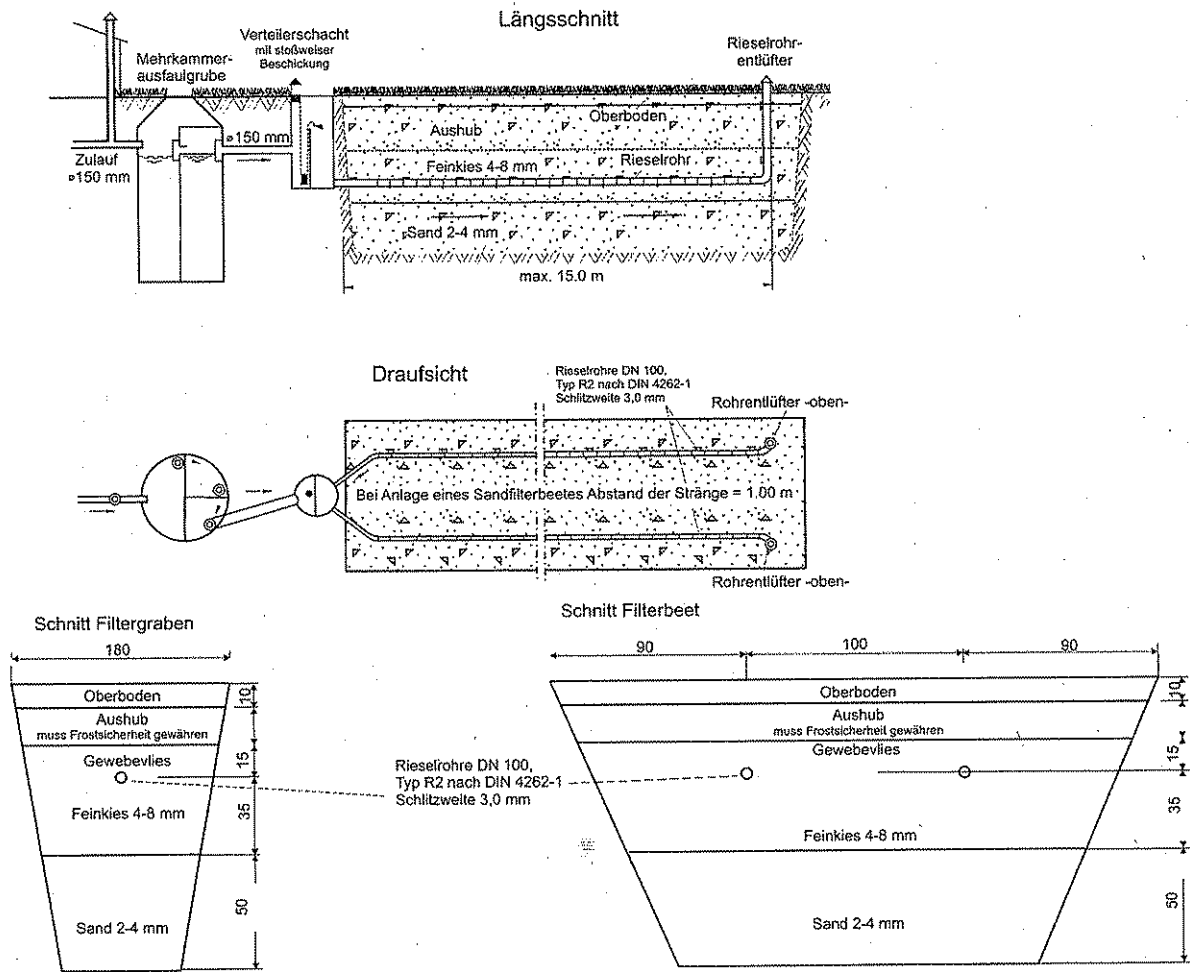 Längsschnitt
Verteilerschacht
mit stoßweiser
Beschickung
Mehrkammer-
ausfaulgrube
Rieselrohr-
entlüfter
Oberboden
Aushub
ø150 mm
Zulauf
ø150 mm
Feinkies 4-8 mm
Rieselrohr
Sand 2-4 mm
max. 15.0 m
Draufsicht
Rieselrohre DN 100,
Typ R2 nach DIN 4262-1
Schlitzweite 3,0 mm
Rohrentlüfter -oben-
Bei Anlage eines Sandfilterbeetes Abstand der Stränge = 1,00 m
Rohrentlüfter -oben-
Schnitt Filtergraben
180
Oberboden
Aushub
muss Frostsicherheit gewähren
Gewebevlies
Feinkies 4-8 mm
Sand 2-4 mm
10
15
35
50
Rieselrohre DN 100,
Typ R2 nach DIN 4262-1
Schlitzweite 3,0 mm
Schnitt Filterbeet
90
100
90
Oberboden
Aushub
muss Frostsicherheit gewähren
Gewebevlies
Feinkies 4-8 mm
Sand 2-4 mm
10
15
35
50